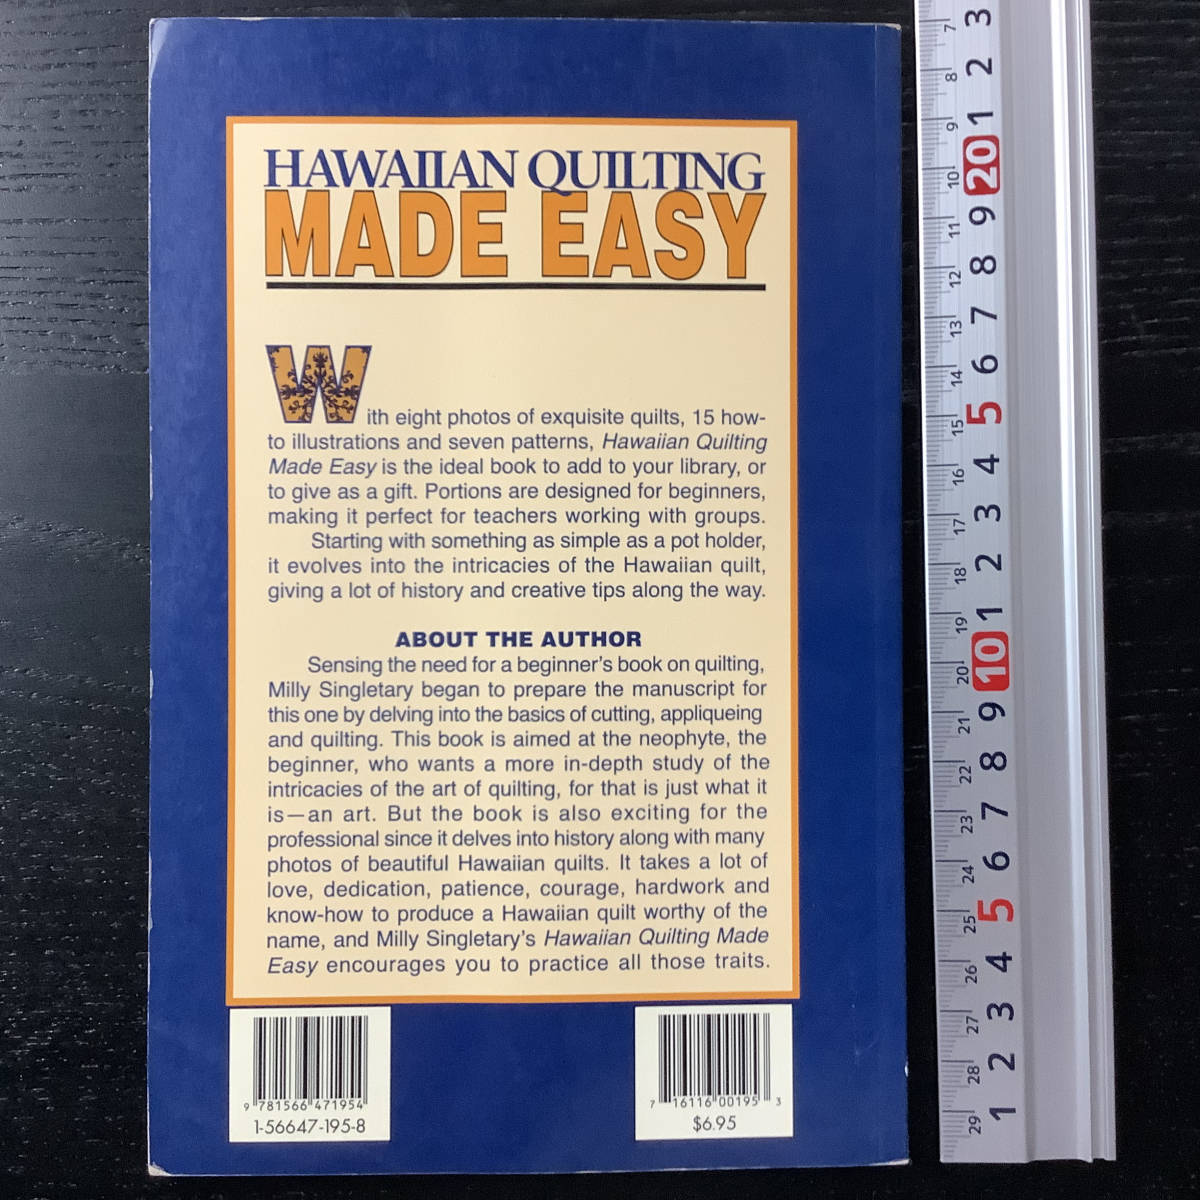 HAWAIIAN QUILTING
MADE EASY
With eight photos of exquisite quilts, 15 how-
to illustrations and seven patterns, Hawaiian Quilting
Made Easy is the ideal book to add to your library, or
to give as a gift. Portions are designed for beginners,
making it perfect for teachers working with groups.
Starting with something as simple as a pot holder,
it evolves into the intricacies of the Hawaiian quilt,
giving a lot of history and creative tips along the way.
ABOUT THE AUTHOR
Sensing the need for a beginner's book on quilting,
Milly Singletary began to prepare the manuscript for
this one by delving into the basics of cutting, appliqueing
and quilting. This book is aimed at the neophyte, the
beginner, who wants a more in-depth study of the
intricacies of the art of quilting, for that is just what it
is—an art. But the book is also exciting for the
professional since it delves into history along with many
photos of beautiful Hawaiian quilts. It takes a lot of
love, dedication, patience, courage, hardwork and
know-how to produce a Hawaiian quilt worthy of the
name, and Milly Singletary's Hawaiian Quilting Made
Easy encourages you to practice all those traits.
9 781566 471954
1-56647-195-8
7 16116 00195 3
$6.95
7 8 9 10 11 12 13 14 15 16 17 18 19 20 21 22 23 24 25 26 27 28 29
3 2 1 20 9 8 7 6 5 4 3 2 1 10 9 8 7 6 5 4 3 2 1